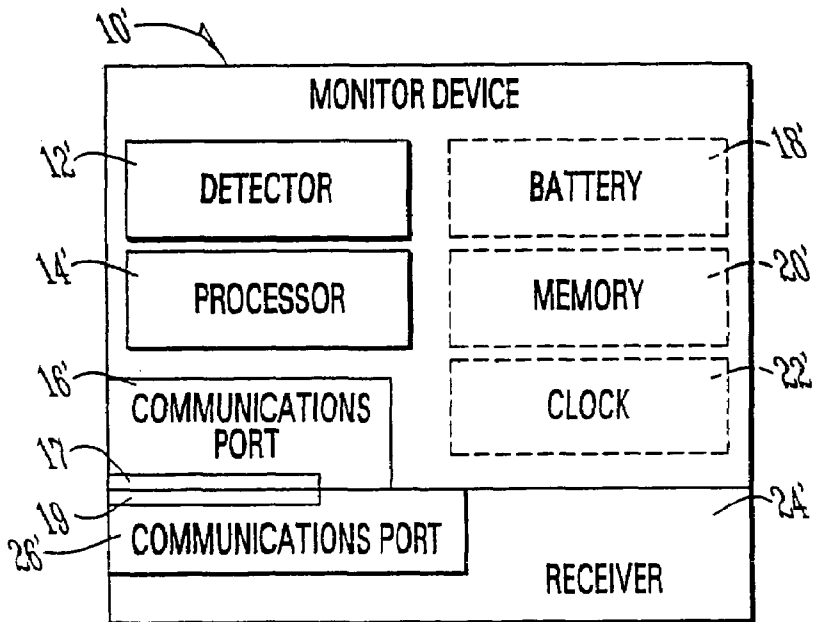 10'
MONITOR DEVICE
12'
DETECTOR
BATTERY
18'
14'
PROCESSOR
MEMORY
20'
16'
COMMUNICATIONS
PORT
CLOCK
22'
17
19
24'
26'
COMMUNICATIONS PORT
RECEIVER